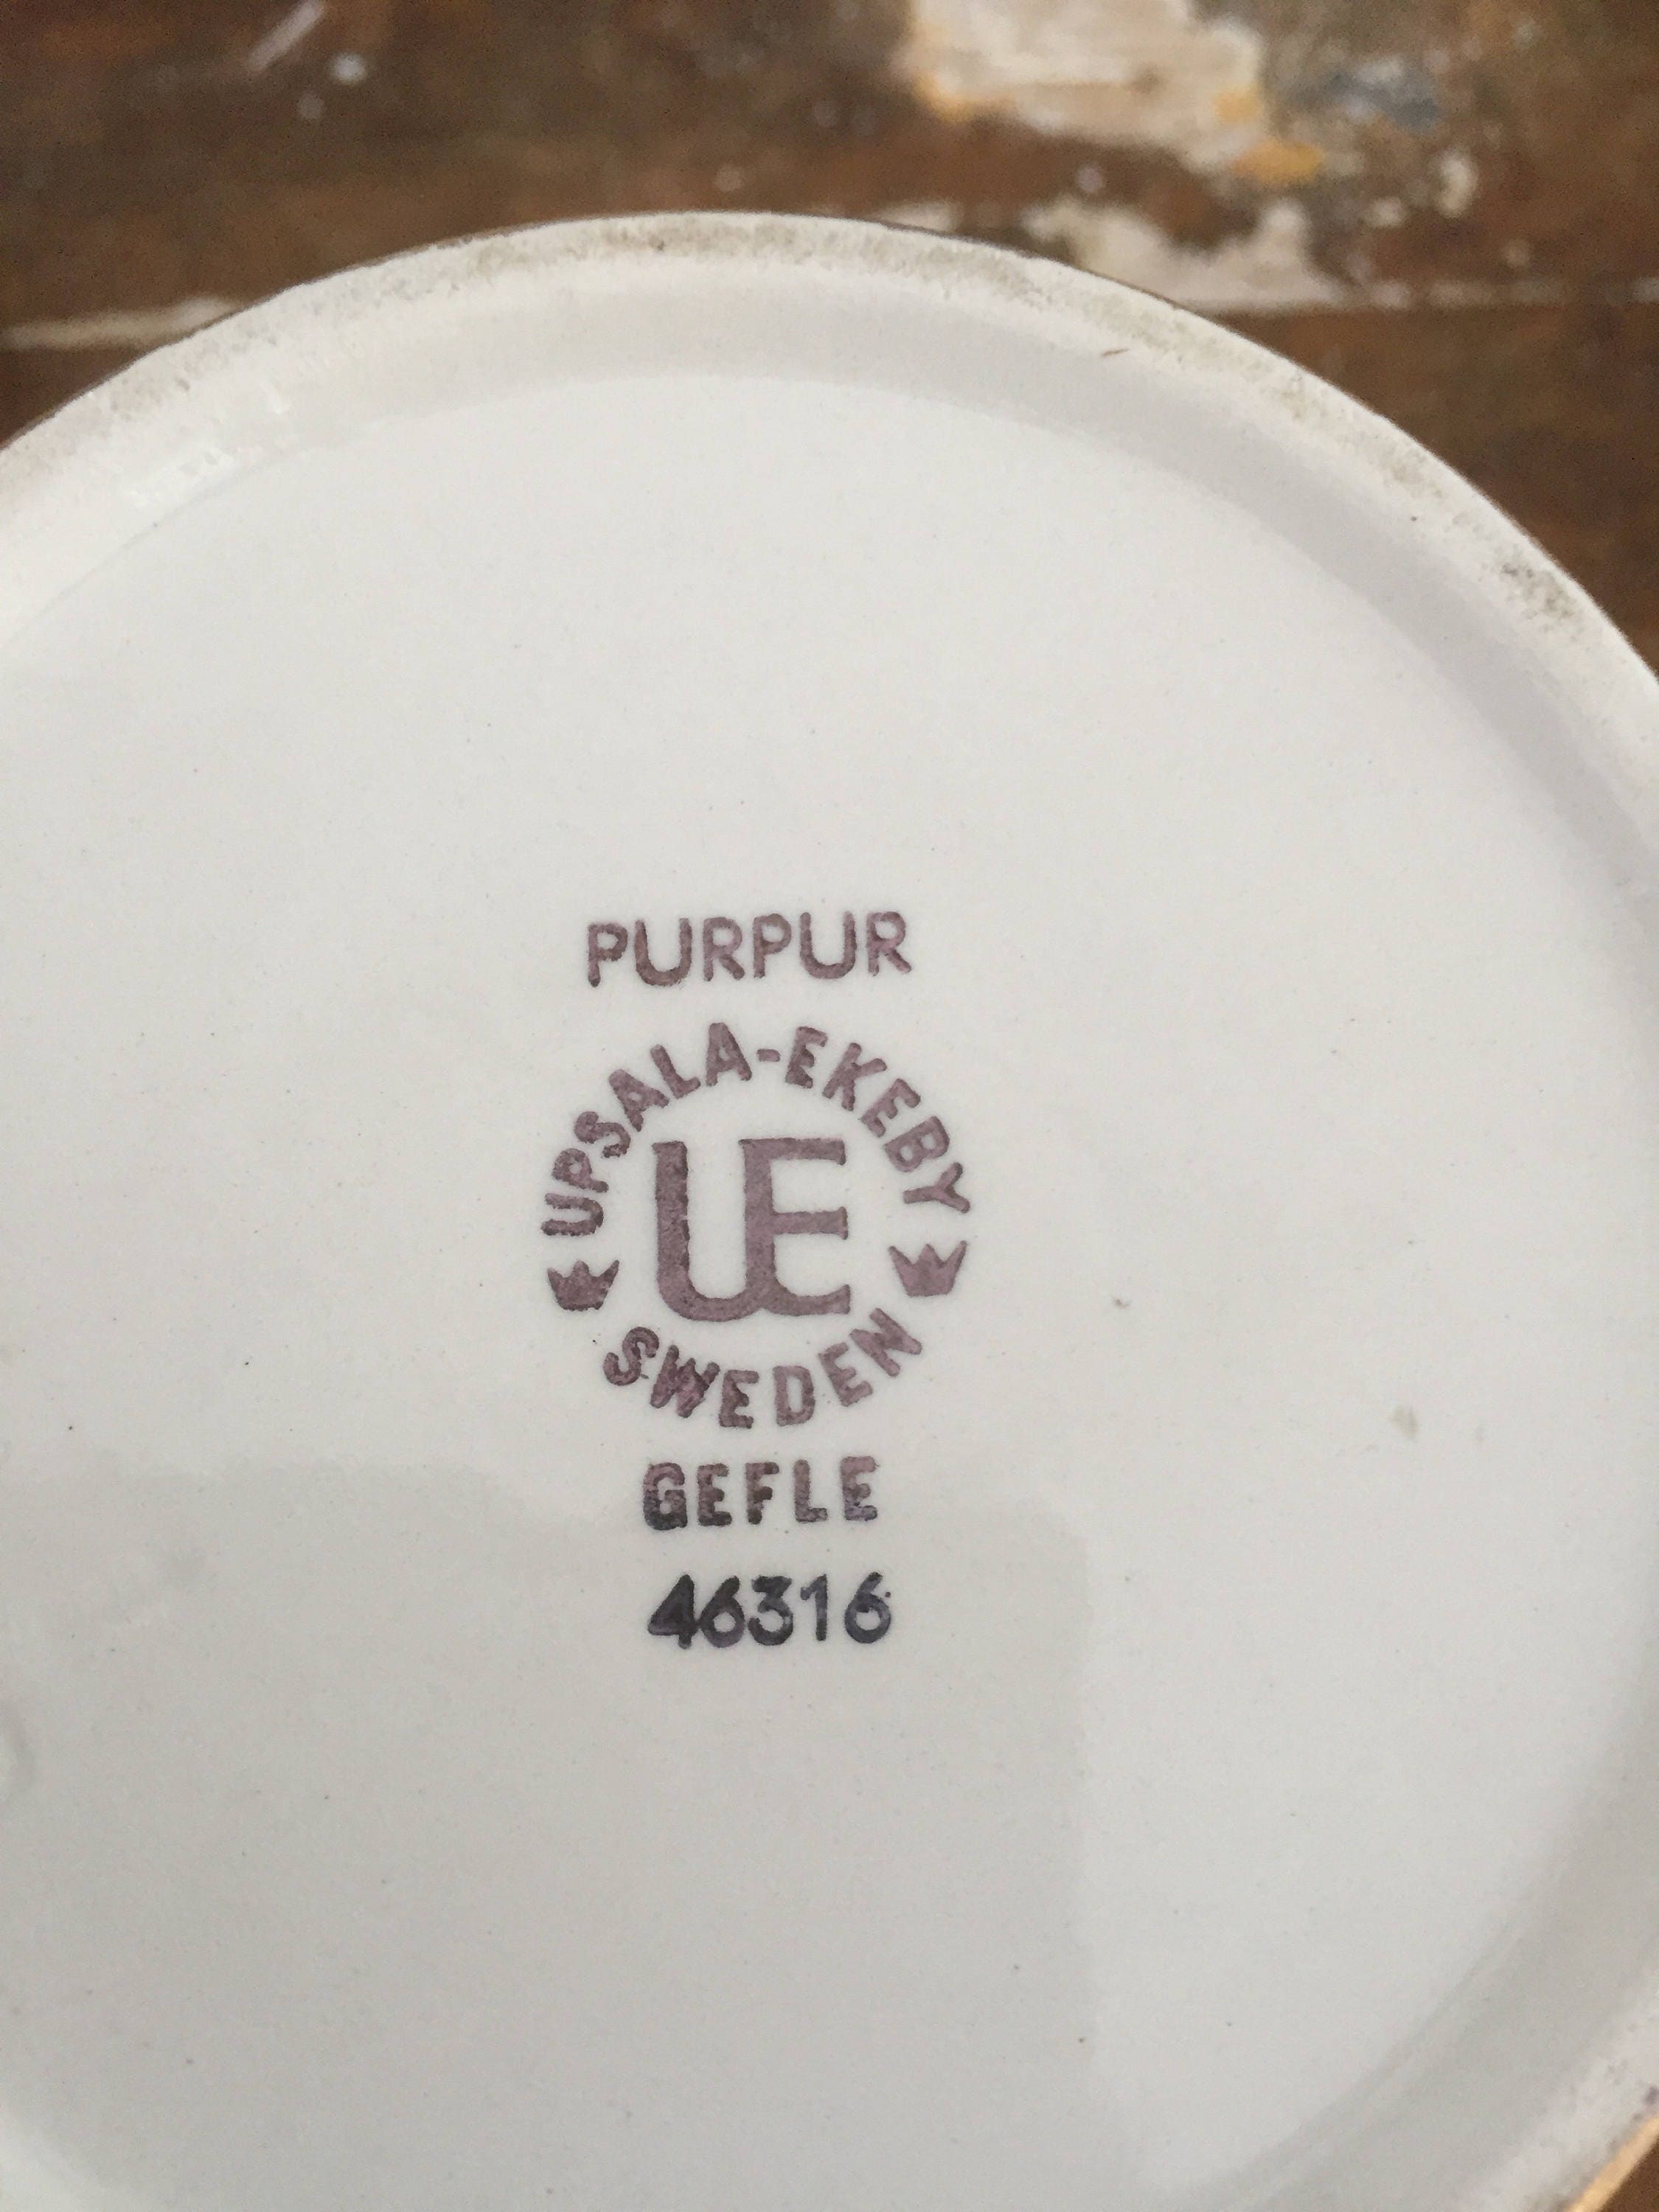 PURPUR
UPSALA-EKEBY
UE
SWEDEN
GEFLE
46316